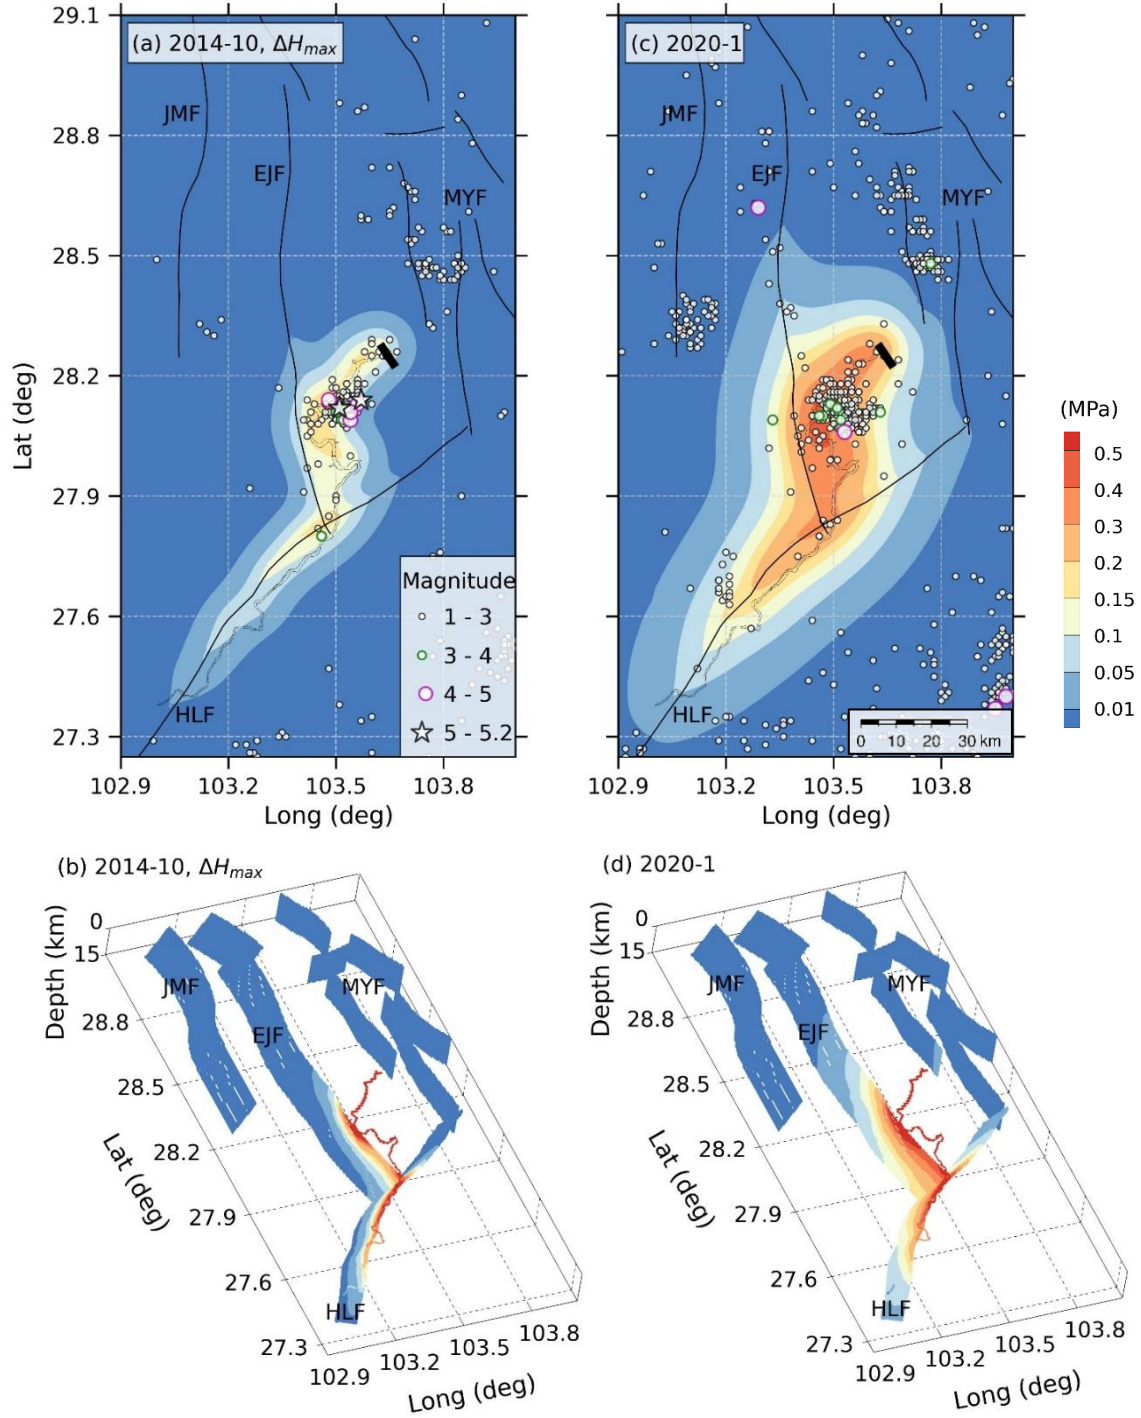 (a) 2014-10, ΔHmax
JMF
EJF
MYF
HLF
Magnitude
1 - 3
3 - 4
4 - 5
5 - 5.2
29.1
28.8
28.5
28.2
27.9
27.6
27.3
Lat (deg)
102.9 103.2 103.5 103.8
Long (deg)
(c) 2020-1
JMF
EJF
MYF
HLF
0 10 20 30 km
102.9 103.2 103.5 103.8
Long (deg)
(MPa)
0.5
0.4
0.3
0.2
0.15
0.1
0.05
0.01
(b) 2014-10, ΔHmax
Depth (km)
0
15
JMF
EJF
MYF
HLF
28.8
28.5
28.2
27.9
27.6
27.3
Lat (deg)
102.9 103.2 103.5 103.8
Long (deg)
(d) 2020-1
Depth (km)
0
15
JMF
EJF
MYF
HLF
28.8
28.5
28.2
27.9
27.6
27.3
Lat (deg)
102.9 103.2 103.5 103.8
Long (deg)